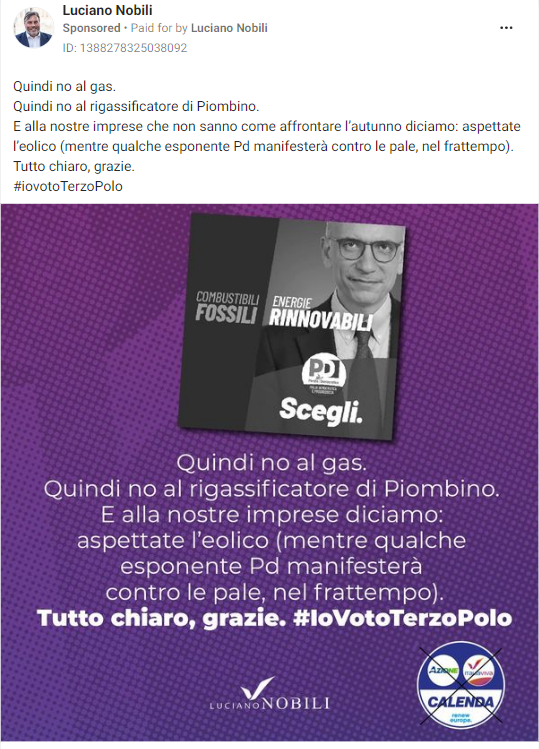 Luciano Nobili
Sponsored • Paid for by Luciano Nobili
ID: 1388278325038092
Quindi no al gas.
Quindi no al rigassificatore di Piombino.
E alla nostre imprese che non sanno come affrontare l'autunno diciamo: aspettate
l'eolico (mentre qualche esponente Pd manifesterà contro le pale, nel frattempo).
Tutto chiaro, grazie.
#iovotoTerzoPolo
COMBUSTIBILI
FOSSILI
ENERGIE
RINNOVABILI
PD
Scegli.
Quindi no al gas.
Quindi no al rigassificatore di Piombino.
E alla nostre imprese diciamo:
aspettate l'eolico (mentre qualche
esponente Pd manifesterà
contro le pale, nel frattempo).
Tutto chiaro, grazie. #IoVotoTerzoPolo
LUCIANO NOBILI
AZIONE
ITALIAVIVA
CALENDA
renew
europe.